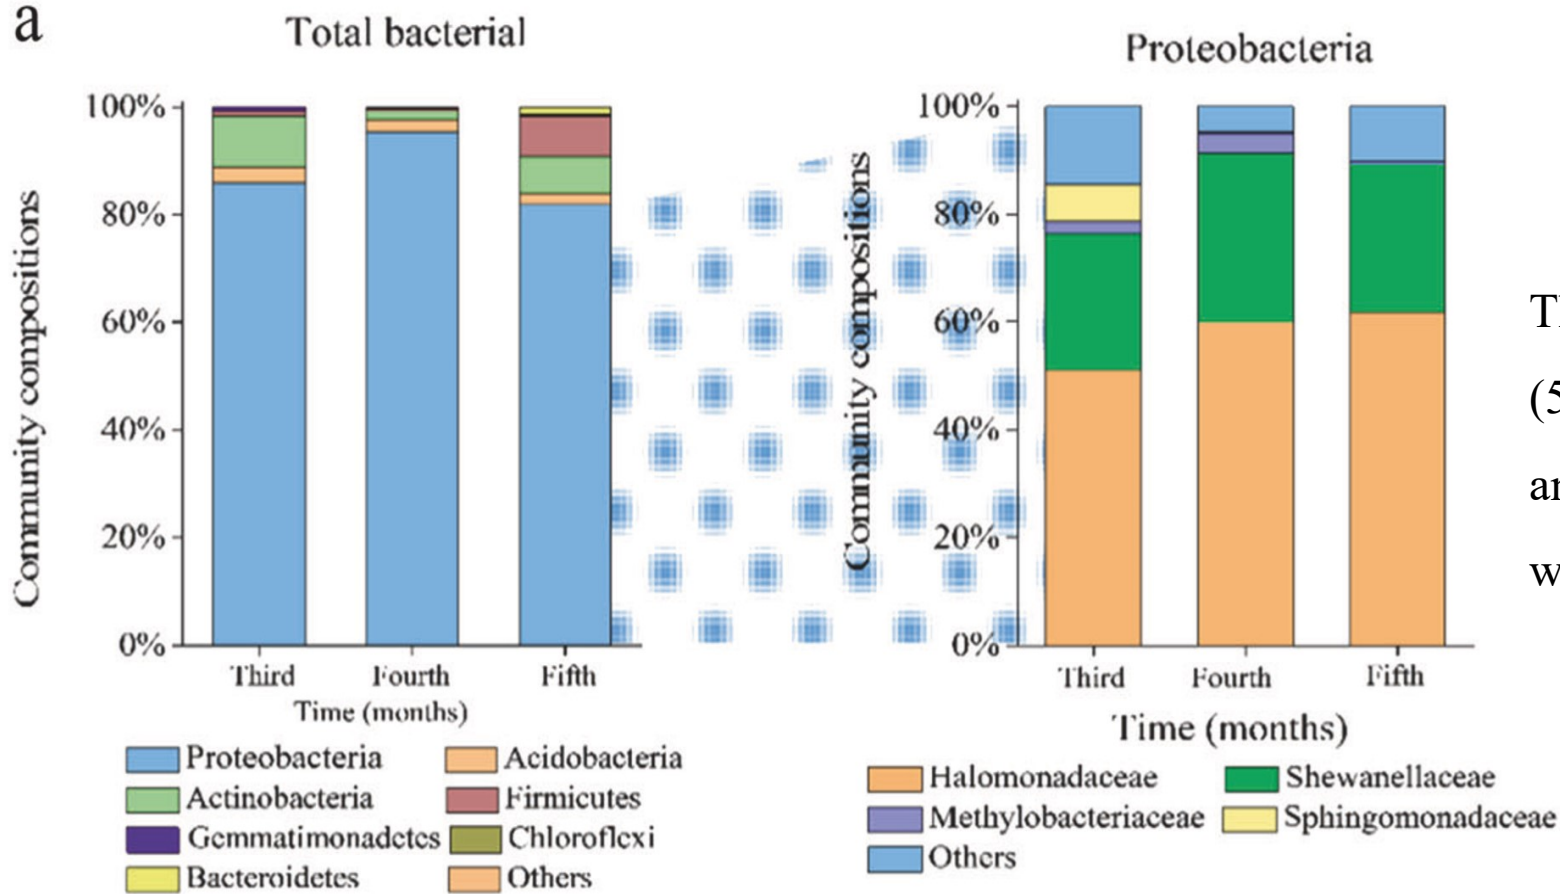 a
Total bacterial
Community compositions
100%
80%
60%
40%
20%
0%
Third Fourth Fifth
Time (months)
Proteobacteria Acidobacteria
Actinobacteria Firmicutes
Gemmatimonadetes Chloroflexi
Bacteroidetes Others
Proteobacteria
Community compositions
100%
80%
60%
40%
20%
0%
Third Fourth Fifth
Time (months)
Halomonadaceae Shewanellaceae
Methylobacteriaceae Sphingomonadaceae
Others